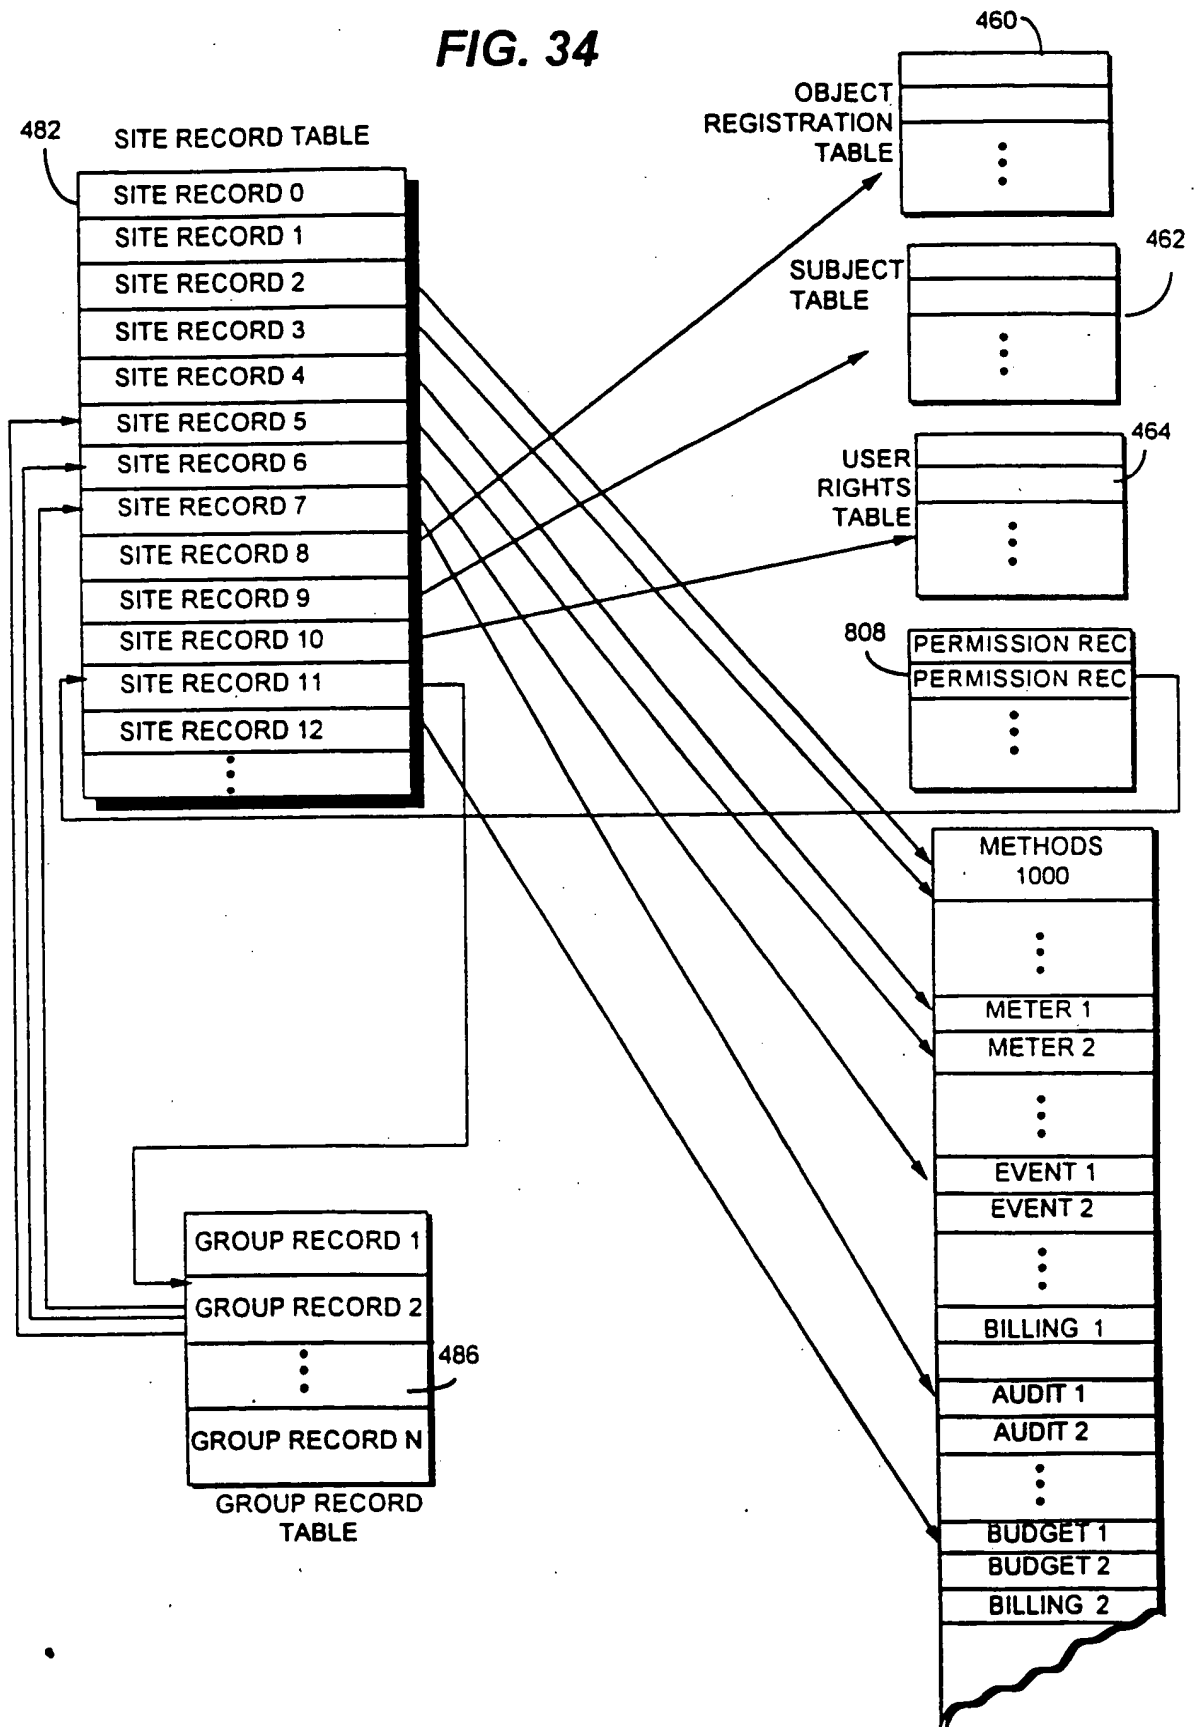 FIG. 34
482
SITE RECORD TABLE
SITE RECORD 0
SITE RECORD 1
SITE RECORD 2
SITE RECORD 3
SITE RECORD 4
SITE RECORD 5
SITE RECORD 6
SITE RECORD 7
SITE RECORD 8
SITE RECORD 9
SITE RECORD 10
SITE RECORD 11
SITE RECORD 12
460
OBJECT
REGISTRATION
TABLE
462
SUBJECT
TABLE
464
USER
RIGHTS
TABLE
808
PERMISSION REC
PERMISSION REC
METHODS
1000
METER 1
METER 2
EVENT 1
EVENT 2
BILLING 1
AUDIT 1
AUDIT 2
BUDGET 1
BUDGET 2
BILLING 2
GROUP RECORD 1
GROUP RECORD 2
486
GROUP RECORD N
GROUP RECORD
TABLE